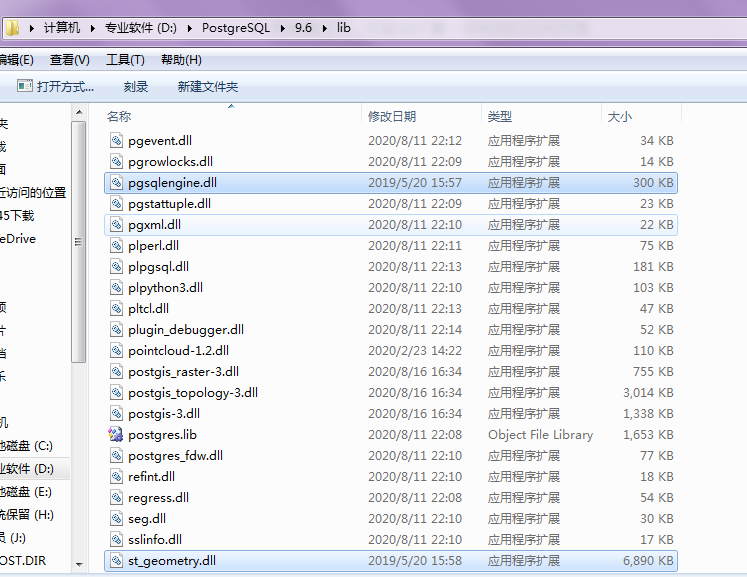 计算机 专业软件 (D:) PostgreSQL 9.6 lib
编辑(E) 查看(V) 工具(T) 帮助(H)
打开方式... 刻录 新建文件夹
名称 修改日期 类型 大小
pgevent.dll 2020/8/11 22:12 应用程序扩展 34 KB
pgrowlocks.dll 2020/8/11 22:09 应用程序扩展 14 KB
pgsqlengine.dll 2019/5/20 15:57 应用程序扩展 300 KB
pgstattuple.dll 2020/8/11 22:09 应用程序扩展 23 KB
pgxml.dll 2020/8/11 22:10 应用程序扩展 22 KB
plperl.dll 2020/8/11 22:11 应用程序扩展 75 KB
plpgsql.dll 2020/8/11 22:13 应用程序扩展 181 KB
plpython3.dll 2020/8/11 22:10 应用程序扩展 103 KB
pltcl.dll 2020/8/11 22:13 应用程序扩展 47 KB
plugin_debugger.dll 2020/8/11 22:14 应用程序扩展 52 KB
pointcloud-1.2.dll 2020/2/23 14:22 应用程序扩展 110 KB
postgis_raster-3.dll 2020/8/16 16:34 应用程序扩展 755 KB
postgis_topology-3.dll 2020/8/16 16:34 应用程序扩展 3,014 KB
postgis-3.dll 2020/8/16 16:34 应用程序扩展 1,338 KB
postgres.lib 2020/8/11 22:08 Object File Library 1,653 KB
postgres_fdw.dll 2020/8/11 22:10 应用程序扩展 77 KB
refint.dll 2020/8/11 22:10 应用程序扩展 18 KB
regress.dll 2020/8/11 22:08 应用程序扩展 54 KB
seg.dll 2020/8/11 22:10 应用程序扩展 30 KB
sslinfo.dll 2020/8/11 22:10 应用程序扩展 17 KB
st_geometry.dll 2019/5/20 15:58 应用程序扩展 6,890 KB
夹
面
近访问的位置
45下载
eDrive
频
片
档
乐
机
地磁盘 (C:)
业软件 (D:)
地磁盘 (E:)
统保留 (H:)
员 (J:)
OST.DIR